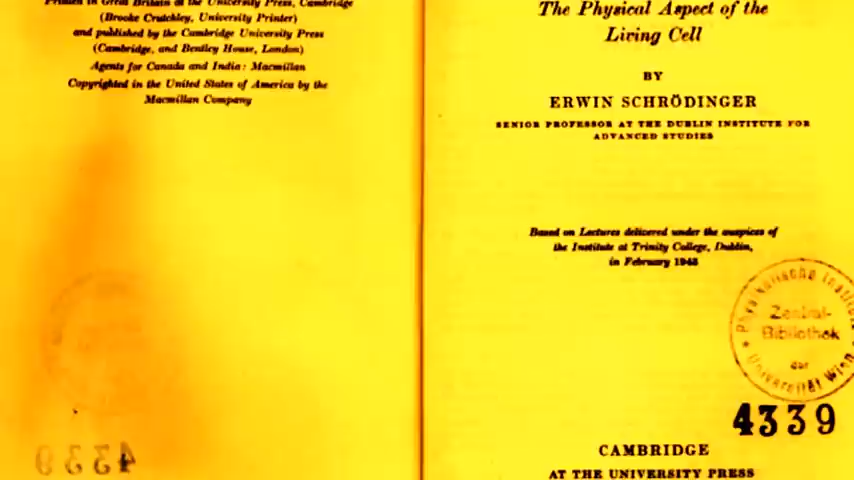 Printed in Great Britain at the University Press, Cambridge
(Brooke Crutchley, University Printer)
and published by the Cambridge University Press
(Cambridge, and Bentley House, London)
Agents for Canada and India: Macmillan
Copyrighted in the United States of America by the
Macmillan Company
The Physical Aspect of the
Living Cell
BY
ERWIN SCHRÖDINGER
SENIOR PROFESSOR AT THE DUBLIN INSTITUTE FOR
ADVANCED STUDIES
Based on Lectures delivered under the auspices of
the Institute at Trinity College, Dublin,
in February 1943
Zentral-
Bibliothek
der
Universität Wien
4339
CAMBRIDGE
AT THE UNIVERSITY PRESS